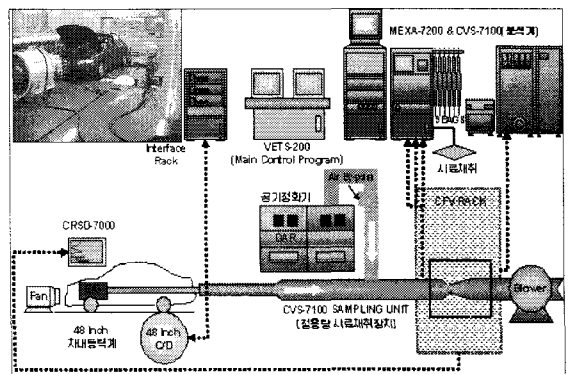 MEXA-7200 & CVS-7100(분석계)
Interface
Rack
VETS-200
(Main Control Program)
시료채취
공기정화기
CFV RACK
CRSD-7000
Fan
Blower
48 Inch
차대동력계
48 Inch
C/D
CVS-7100 SAMPLING UNIT
(정용량 시료채취장치)